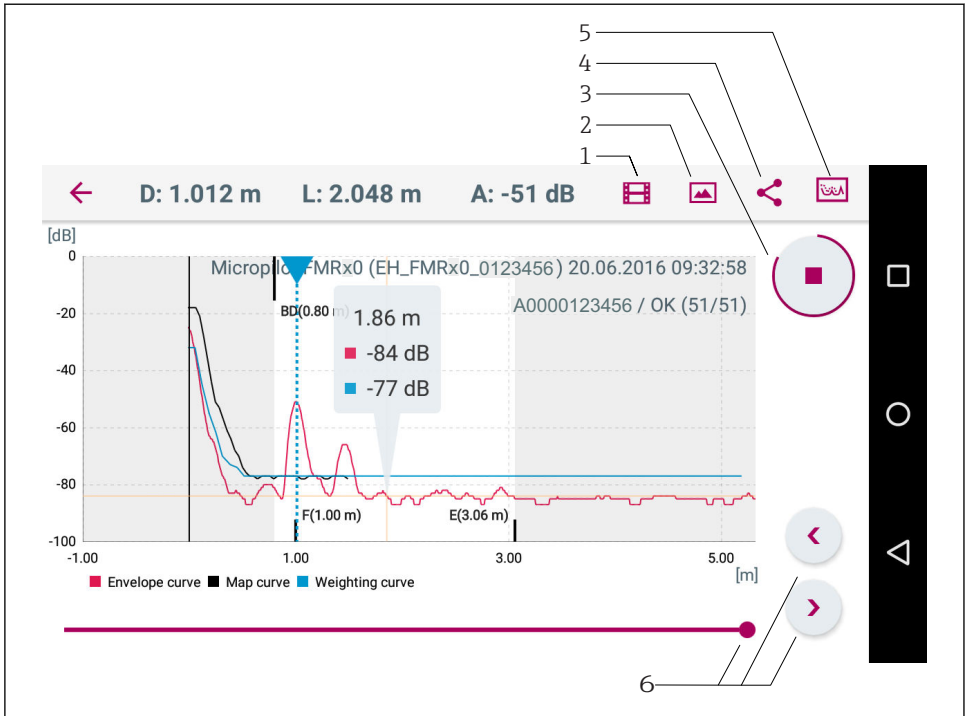 5
4
3
2
1
D: 1.012 m L: 2.048 m A: -51 dB
[dB]
0
Micropilot FMRx0 (EH_FMRx0_0123456) 20.06.2016 09:32:58
BD(0.80 m)
A0000123456 / OK (51/51)
1.86 m
-84 dB
-77 dB
-20
-40
-60
-80
F(1.00 m) E(3.06 m)
-100
-1.00 1.00 3.00 5.00
[m]
Envelope curve Map curve Weighting curve
6